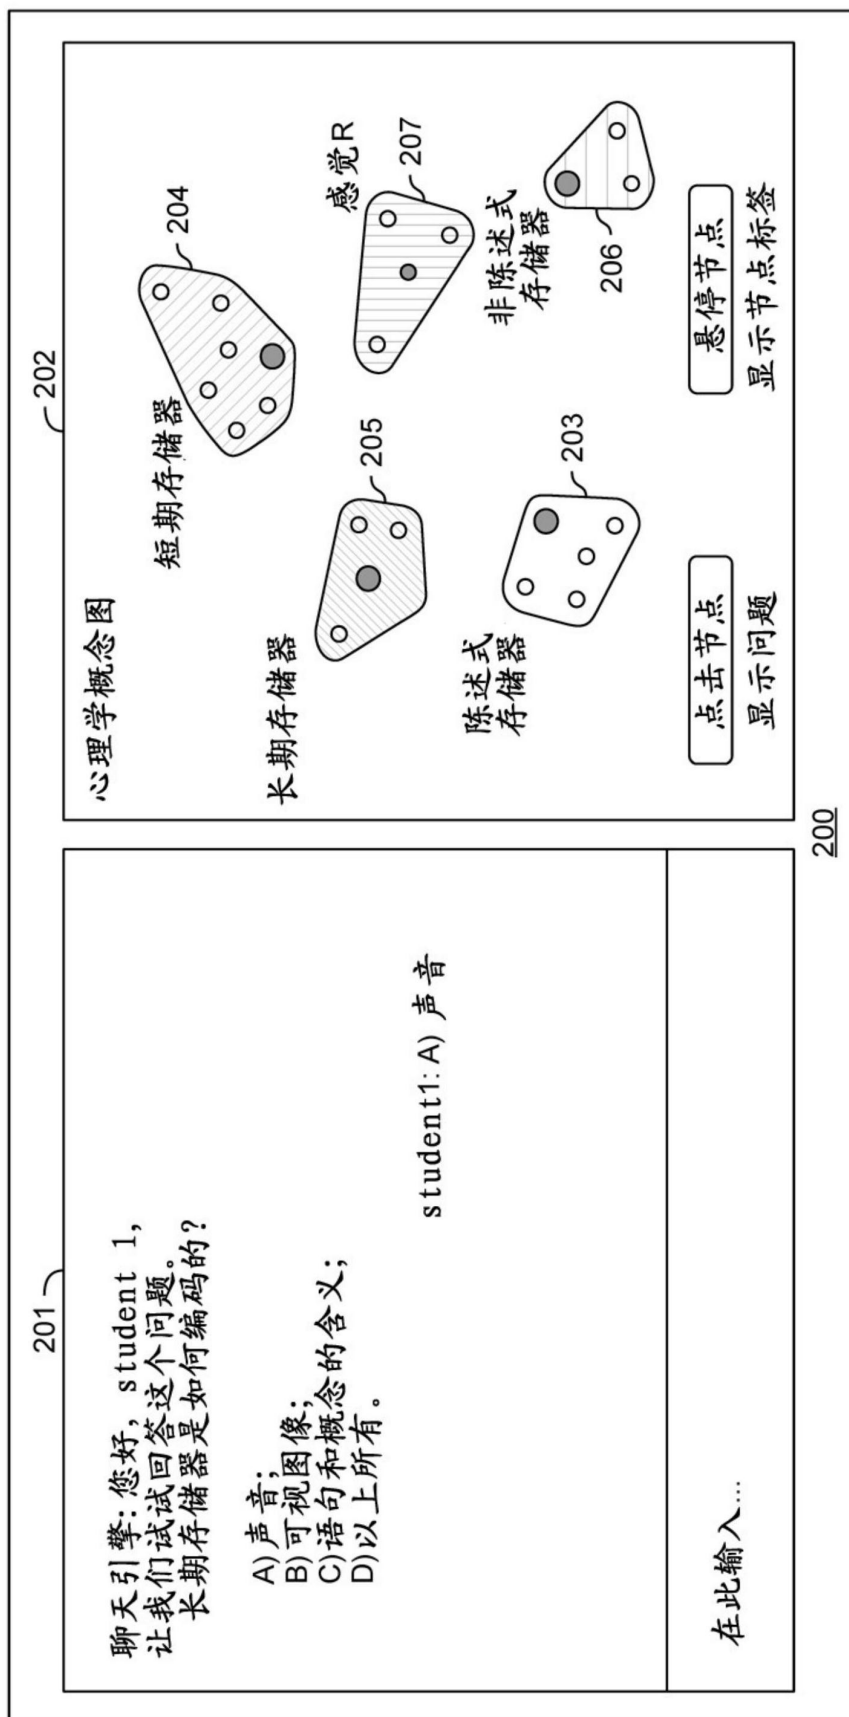 201
聊天引擎: 您好, student 1,
让我们试试回答这个问题。
长期存储器是如何编码的?
A) 声音;
B) 可视图像;
C) 语句和概念的含义;
D) 以上所有。
student1: A) 声音
在此输入...
202
心理学概念图
短期存储器
204
长期存储器
205
感觉R
207
陈述式
存储器
203
非陈述式
存储器
206
点击节点
显示问题
悬停节点
显示节点标签
200